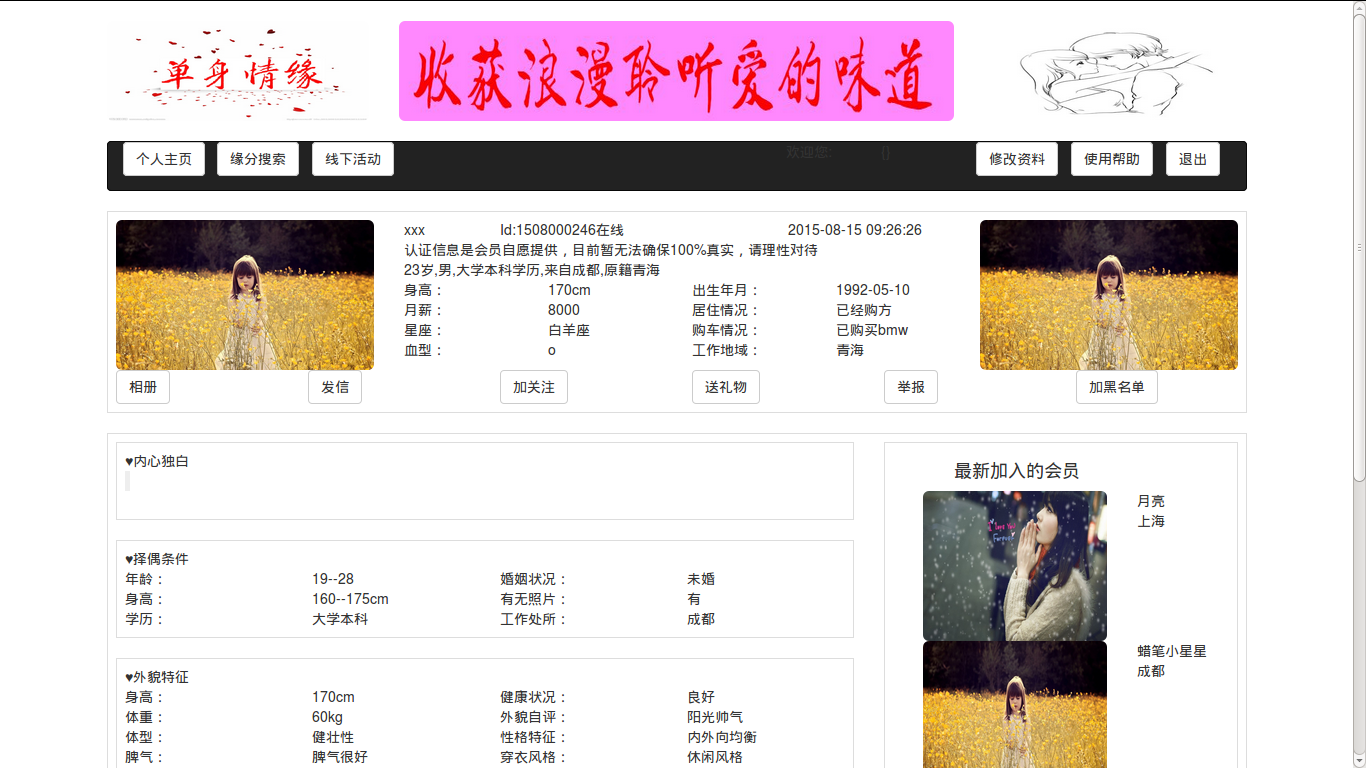 单身情缘
收获浪漫聆听爱的味道
个人主页 缘分搜索 线下活动 欢迎您: {} 修改资料 使用帮助 退出
xxx Id:1508000246在线 2015-08-15 09:26:26
认证信息是会员自愿提供，目前暂无法确保100%真实，请理性对待
23岁,男,大学本科学历,来自成都,原籍青海
身高： 170cm 出生年月： 1992-05-10
月薪： 8000 居住情况： 已经购方
星座： 白羊座 购车情况： 已购买bmw
血型： o 工作地域： 青海
相册 发信 加关注 送礼物 举报 加黑名单
♥内心独白
♥择偶条件
年龄： 19--28 婚姻状况： 未婚
身高： 160--175cm 有无照片： 有
学历： 大学本科 工作处所： 成都
♥外貌特征
身高： 170cm 健康状况： 良好
体重： 60kg 外貌自评： 阳光帅气
体型： 健壮性 性格特征： 内外向均衡
脾气： 脾气很好 穿衣风格： 休闲风格
最新加入的会员
月亮
上海
蜡笔小星星
成都